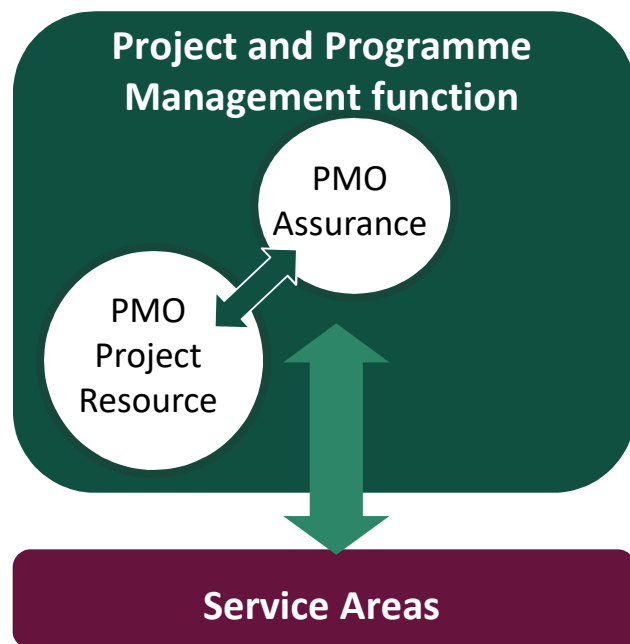 Project and Programme
Management function
PMO
Assurance
PMO
Project
Resource
Service Areas